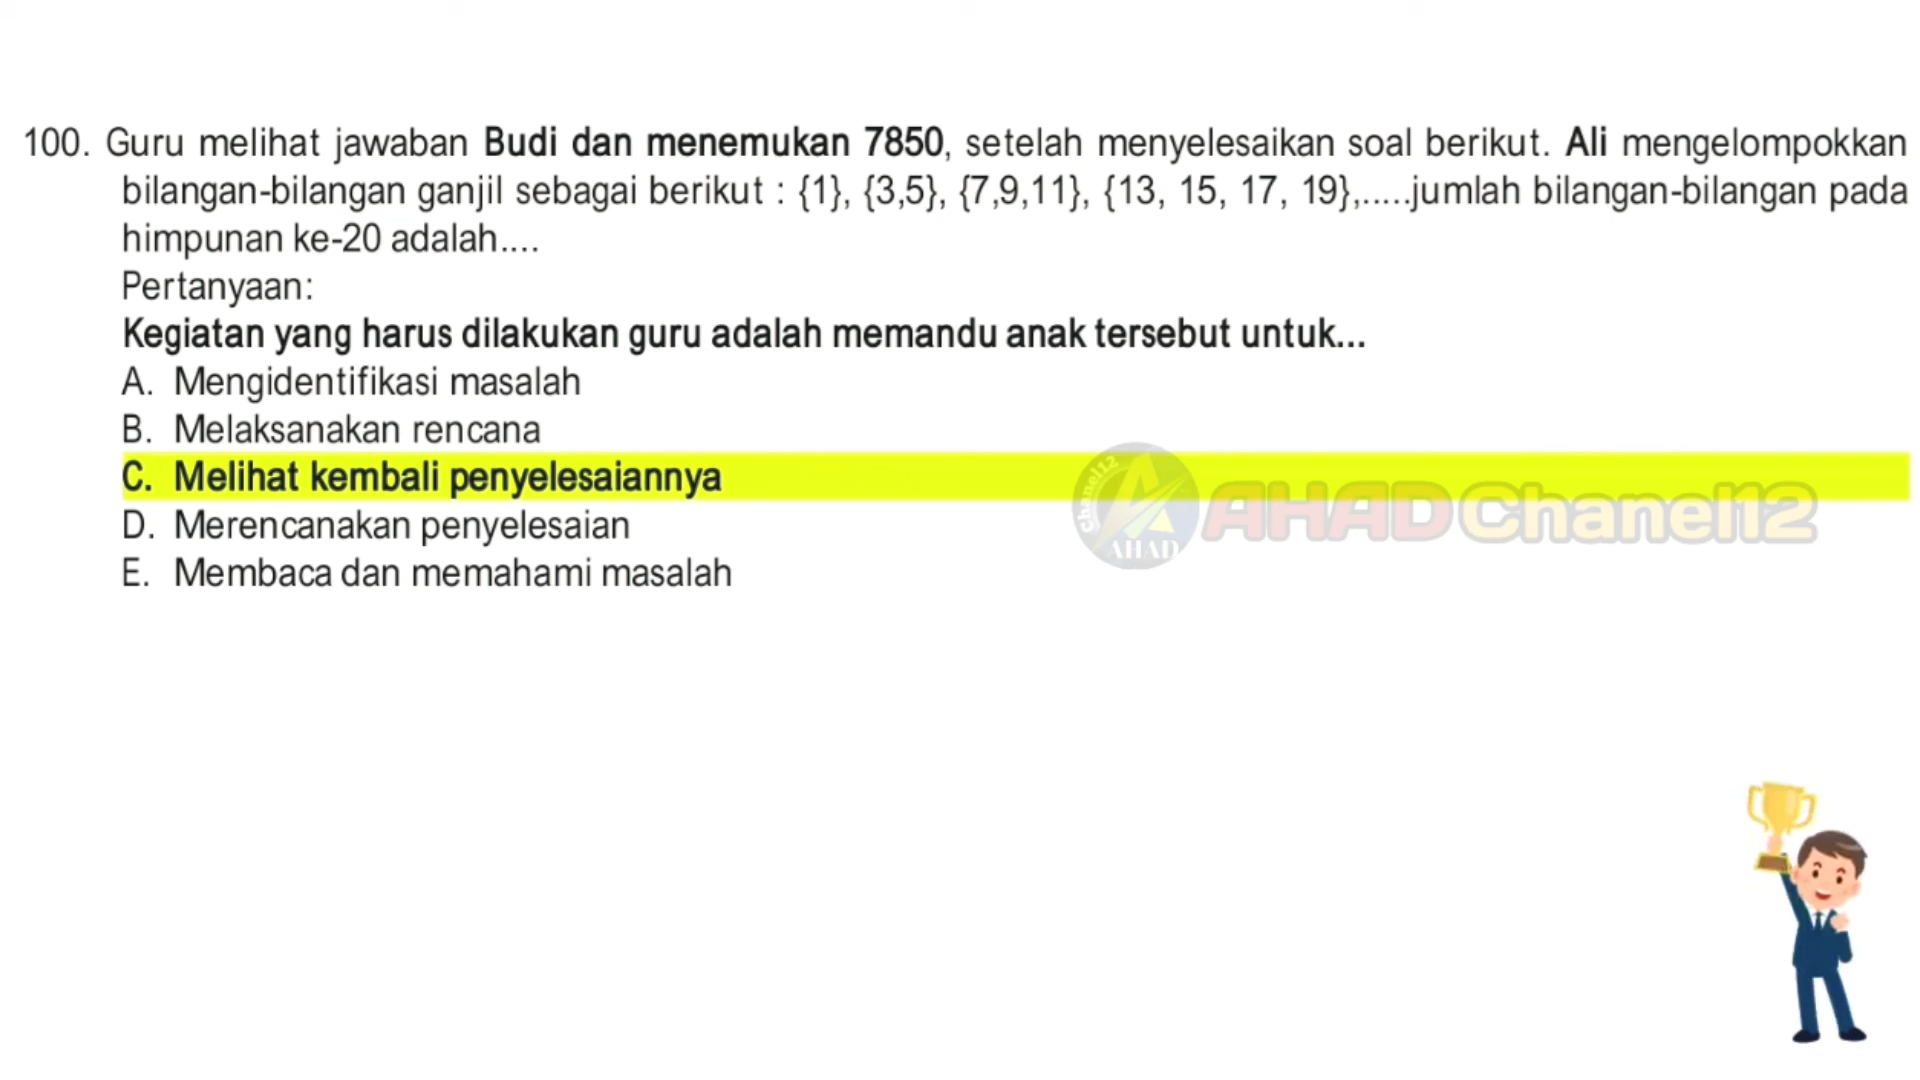 100. Guru melihat jawaban Budi dan menemukan 7850, setelah menyelesaikan soal berikut. Ali mengelompokkan
bilangan-bilangan ganjil sebagai berikut : {1}, {3,5}, {7,9,11}, {13, 15, 17, 19},.....jumlah bilangan-bilangan pada
himpunan ke-20 adalah....
Pertanyaan:
Kegiatan yang harus dilakukan guru adalah memandu anak tersebut untuk...
A. Mengidentifikasi masalah
B. Melaksanakan rencana
C. Melihat kembali penyelesaiannya
D. Merencanakan penyelesaian
E. Membaca dan memahami masalah
Chanel12
AHAD
AHAD Chanel12